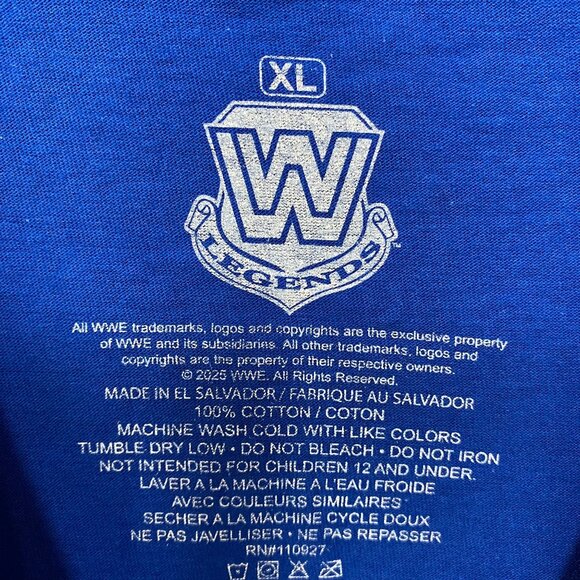 XL
W
LEGENDS™
All WWE trademarks, logos and copyrights are the exclusive property
of WWE and its subsidiaries. All other trademarks, logos and
copyrights are the property of their respective owners.
© 2025 WWE. All Rights Reserved.
MADE IN EL SALVADOR / FABRIQUE AU SALVADOR
100% COTTON / COTON
MACHINE WASH COLD WITH LIKE COLORS
TUMBLE DRY LOW • DO NOT BLEACH • DO NOT IRON
NOT INTENDED FOR CHILDREN 12 AND UNDER.
LAVER A LA MACHINE A L'EAU FROIDE
AVEC COULEURS SIMILAIRES
SECHER A LA MACHINE CYCLE DOUX
NE PAS JAVELLISER • NE PAS REPASSER
RN#110927